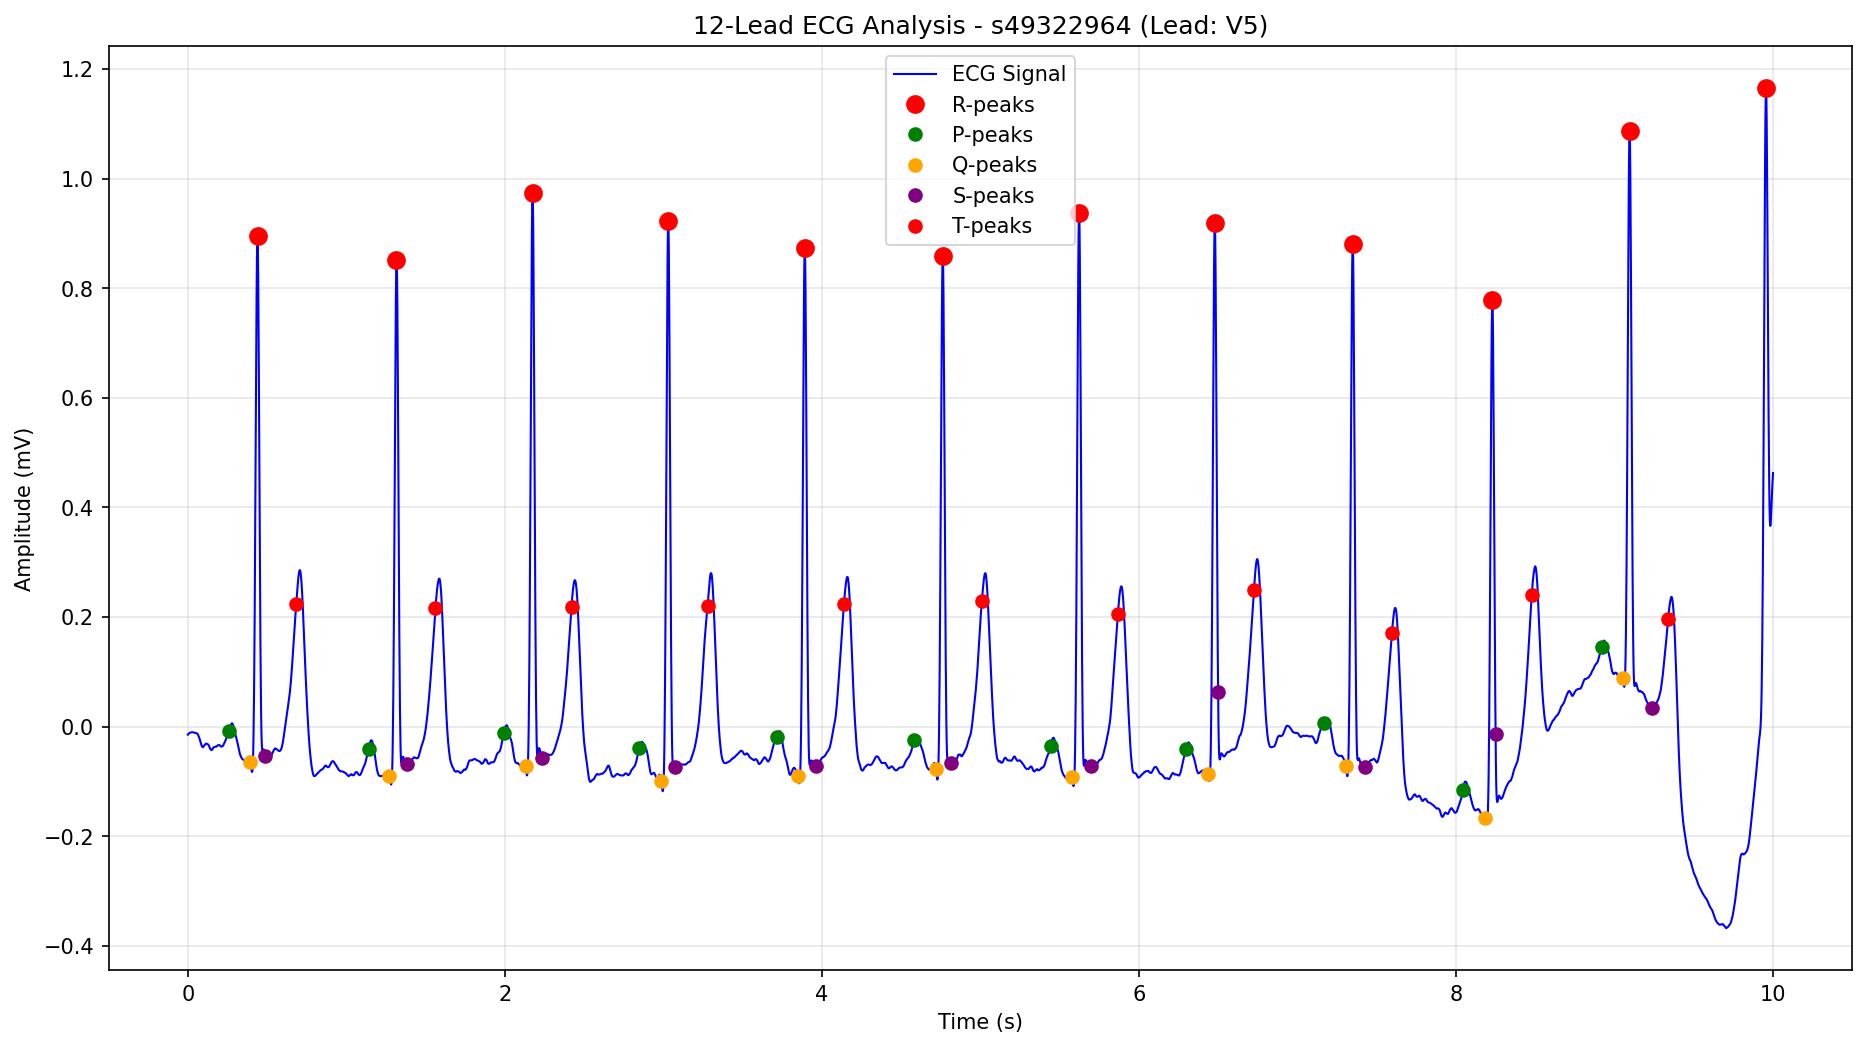 12-Lead ECG Analysis - s49322964 (Lead: V5)
ECG Signal
R-peaks
P-peaks
Q-peaks
S-peaks
T-peaks
Amplitude (mV)
1.2
1.0
0.8
0.6
0.4
0.2
0.0
−0.2
−0.4
0 2 4 6 8 10
Time (s)